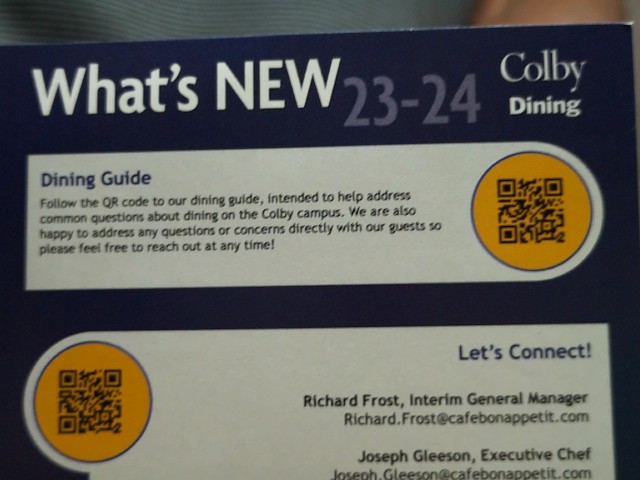 What's NEW 23-24
Colby
Dining
Dining Guide
Follow the QR code to our dining guide, intended to help address
common questions about dining on the Colby campus. We are also
happy to address any questions or concerns directly with our guests so
please feel free to reach out at any time!
Let's Connect!
Richard Frost, Interim General Manager
Richard.Frost@cafebonappetit.com
Joseph Gleeson, Executive Chef
Joseph.Gleeson@cafebonappetit.com